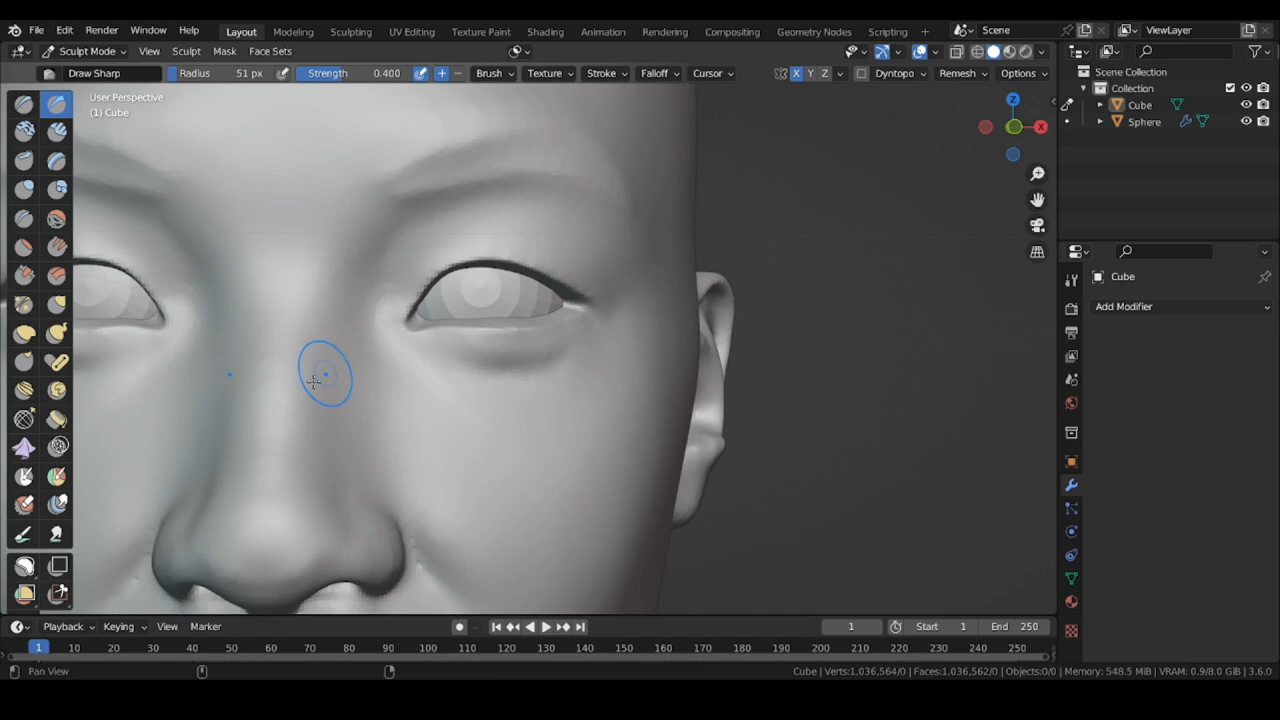 File Edit Render Window Help Layout Modeling Sculpting UV Editing Texture Paint Shading Animation Rendering Compositing Geometry Nodes Scripting + Scene ViewLayer
Sculpt Mode View Sculpt Mask Face Sets
Draw Sharp Radius 51 px Strength 0.400 Brush Texture Stroke Falloff Cursor X Y Z Dyntopo Remesh Options
User Perspective
(1) Cube
Z
X
Scene Collection
Collection
Cube
Sphere
Cube
Add Modifier
Playback Keying View Marker 1 Start 1 End 250
1 10 20 30 40 50 60 70 80 90 100 110 120 130 140 150 160 170 180 190 200 210 220 230 240 250
Pan View Cube | Verts:1,036,564/0 | Faces:1,036,562/0 | Objects:0/0 | Memory: 548.5 MiB | VRAM: 0.9/8.0 GiB | 3.6.0